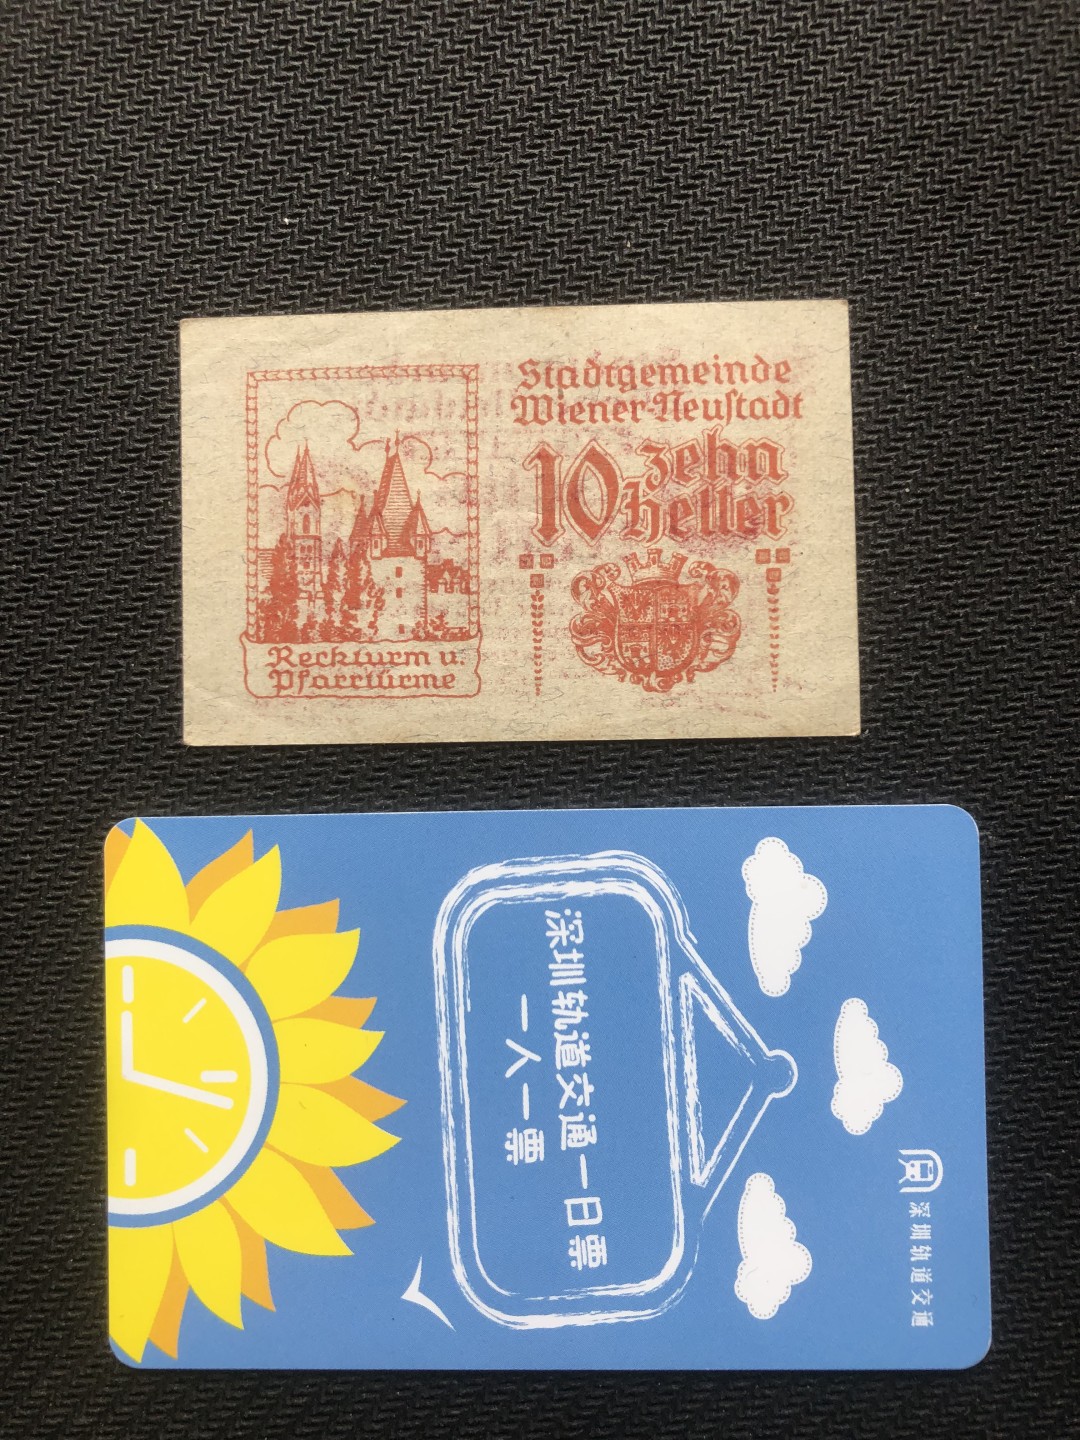 Stadtgemeinde
Wiener-Neustadt
10 zehn
Heller
Reckturm u.
Pfarrtürme
深圳轨道交通一日票
一人一票
深圳轨道交通